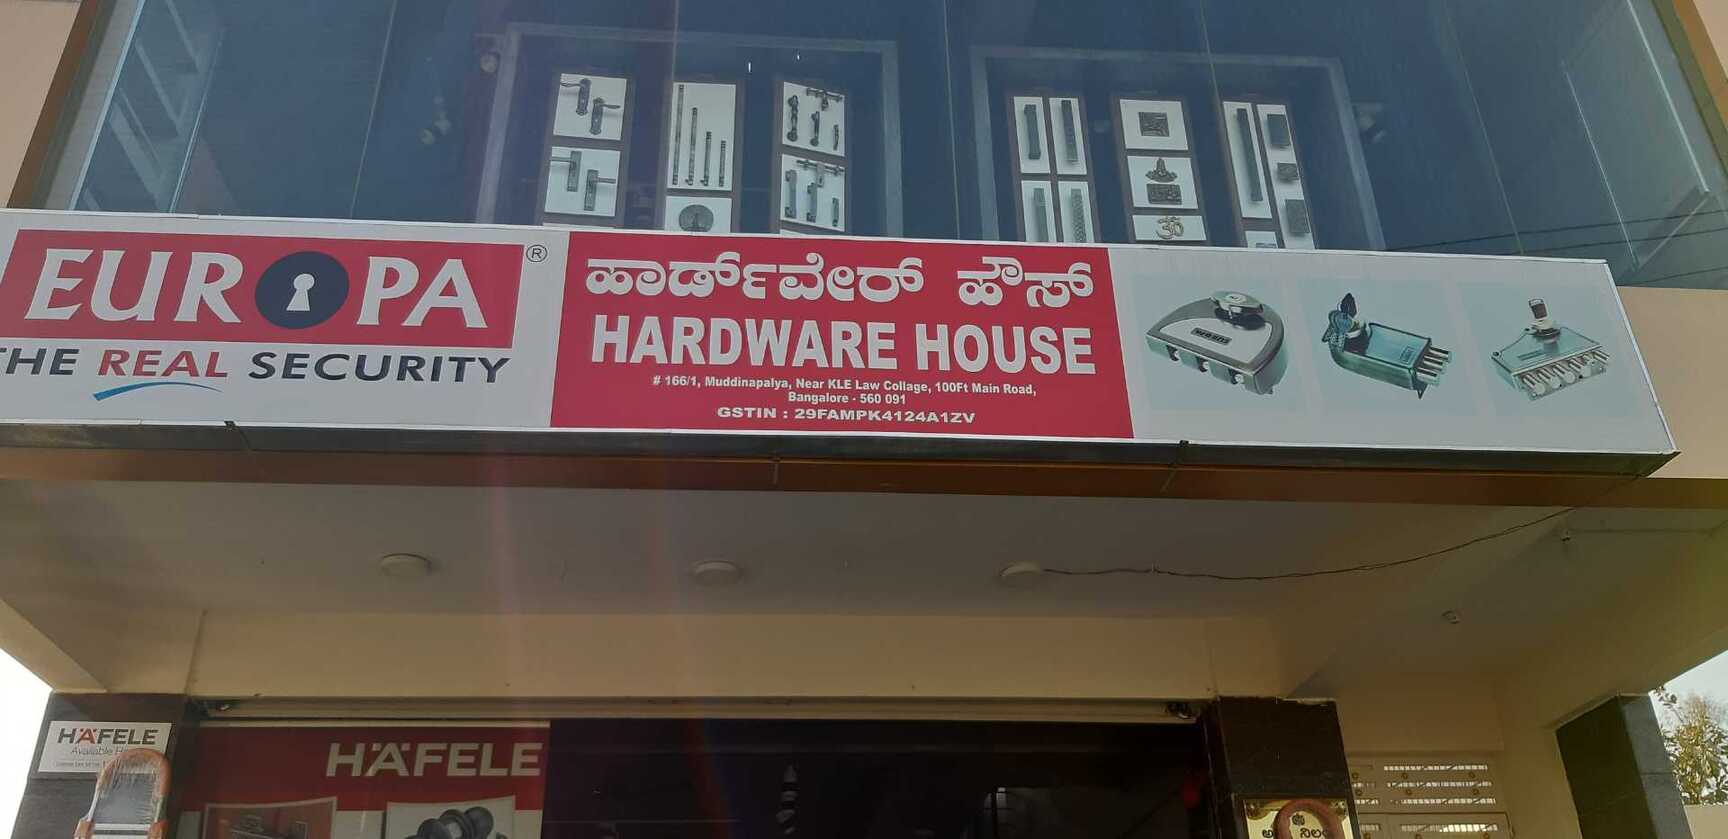 EUROPA ®
THE REAL SECURITY
ಹಾರ್ಡ್‌ವೇರ್ ಹೌಸ್
HARDWARE HOUSE
# 166/1, Muddinapalya, Near KLE Law Collage, 100Ft Main Road,
Bangalore - 560 091
GSTIN : 29FAMPK4124A1ZV
ॐ
HÄFELE
Available
HÄFELE